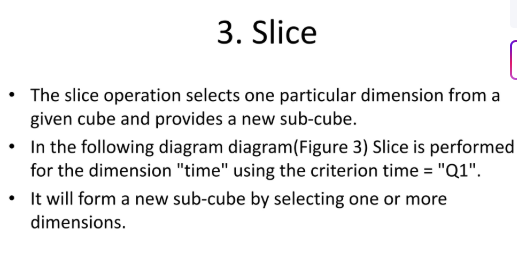 3. Slice
• The slice operation selects one particular dimension from a
given cube and provides a new sub-cube.
• In the following diagram diagram(Figure 3) Slice is performed
for the dimension "time" using the criterion time = "Q1".
• It will form a new sub-cube by selecting one or more
dimensions.